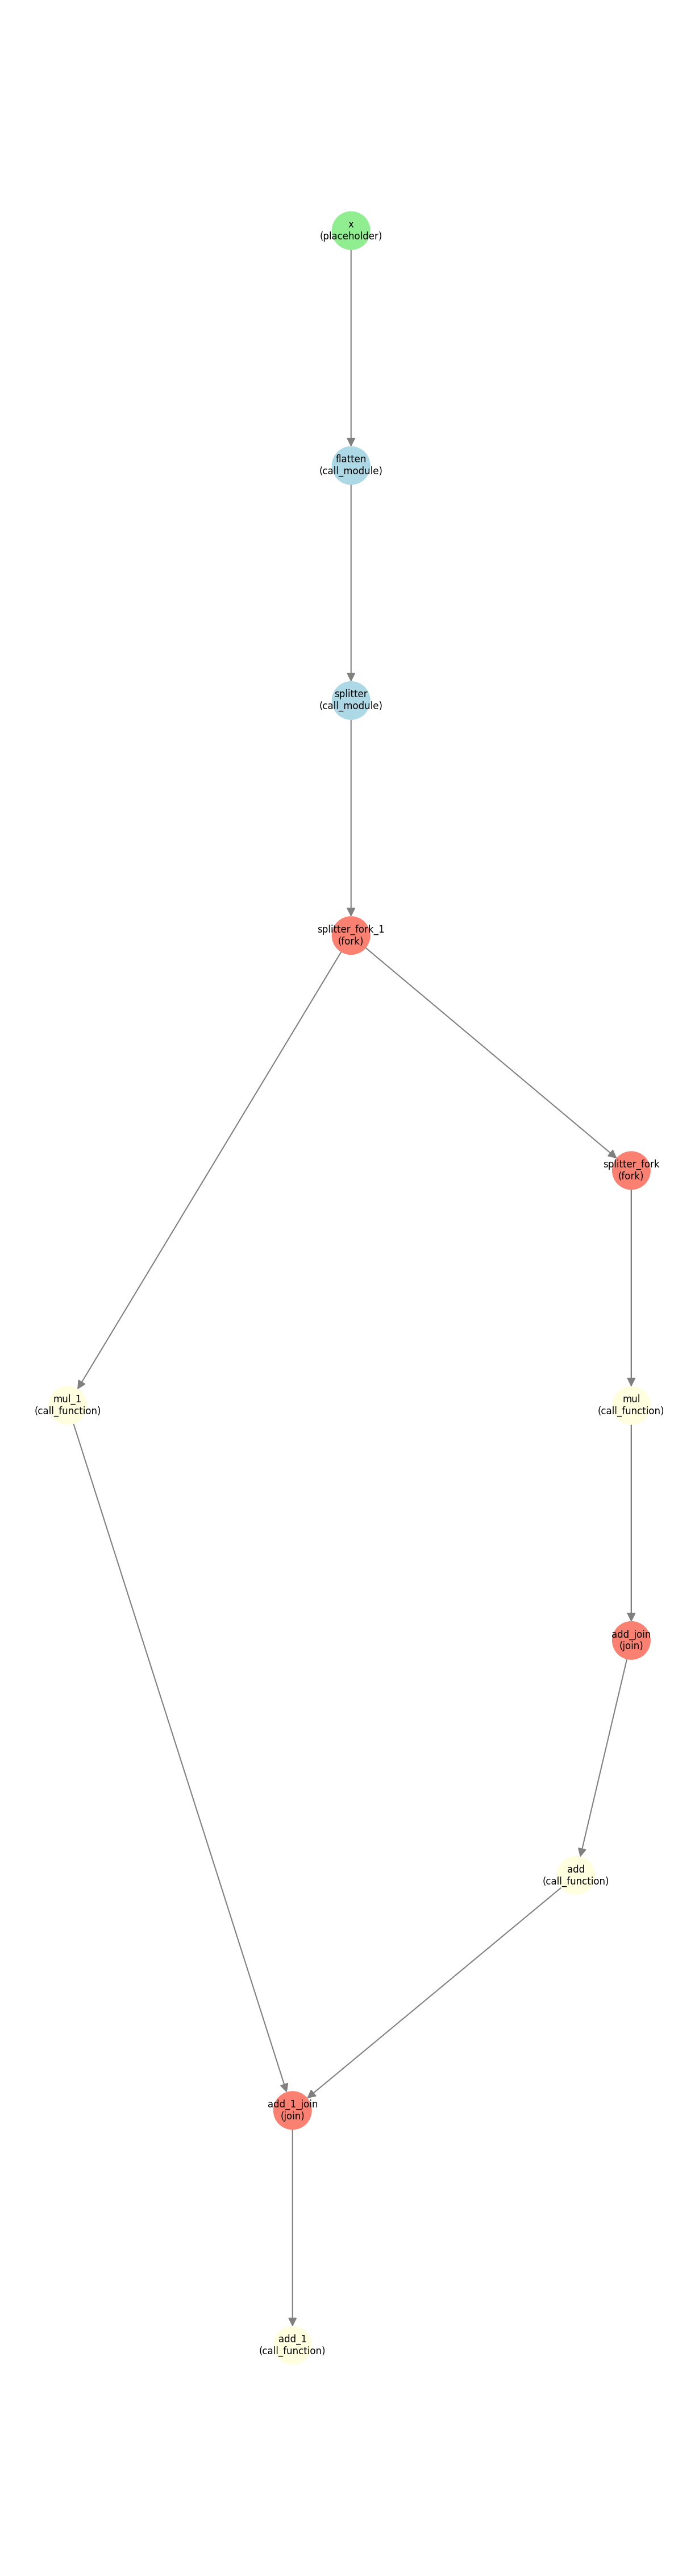 x
(placeholder)
flatten
(call_module)
splitter
(call_module)
splitter_fork_1
(fork)
splitter_fork
(fork)
mul_1
(call_function)
mul
(call_function)
add_join
(join)
add
(call_function)
add_1_join
(join)
add_1
(call_function)